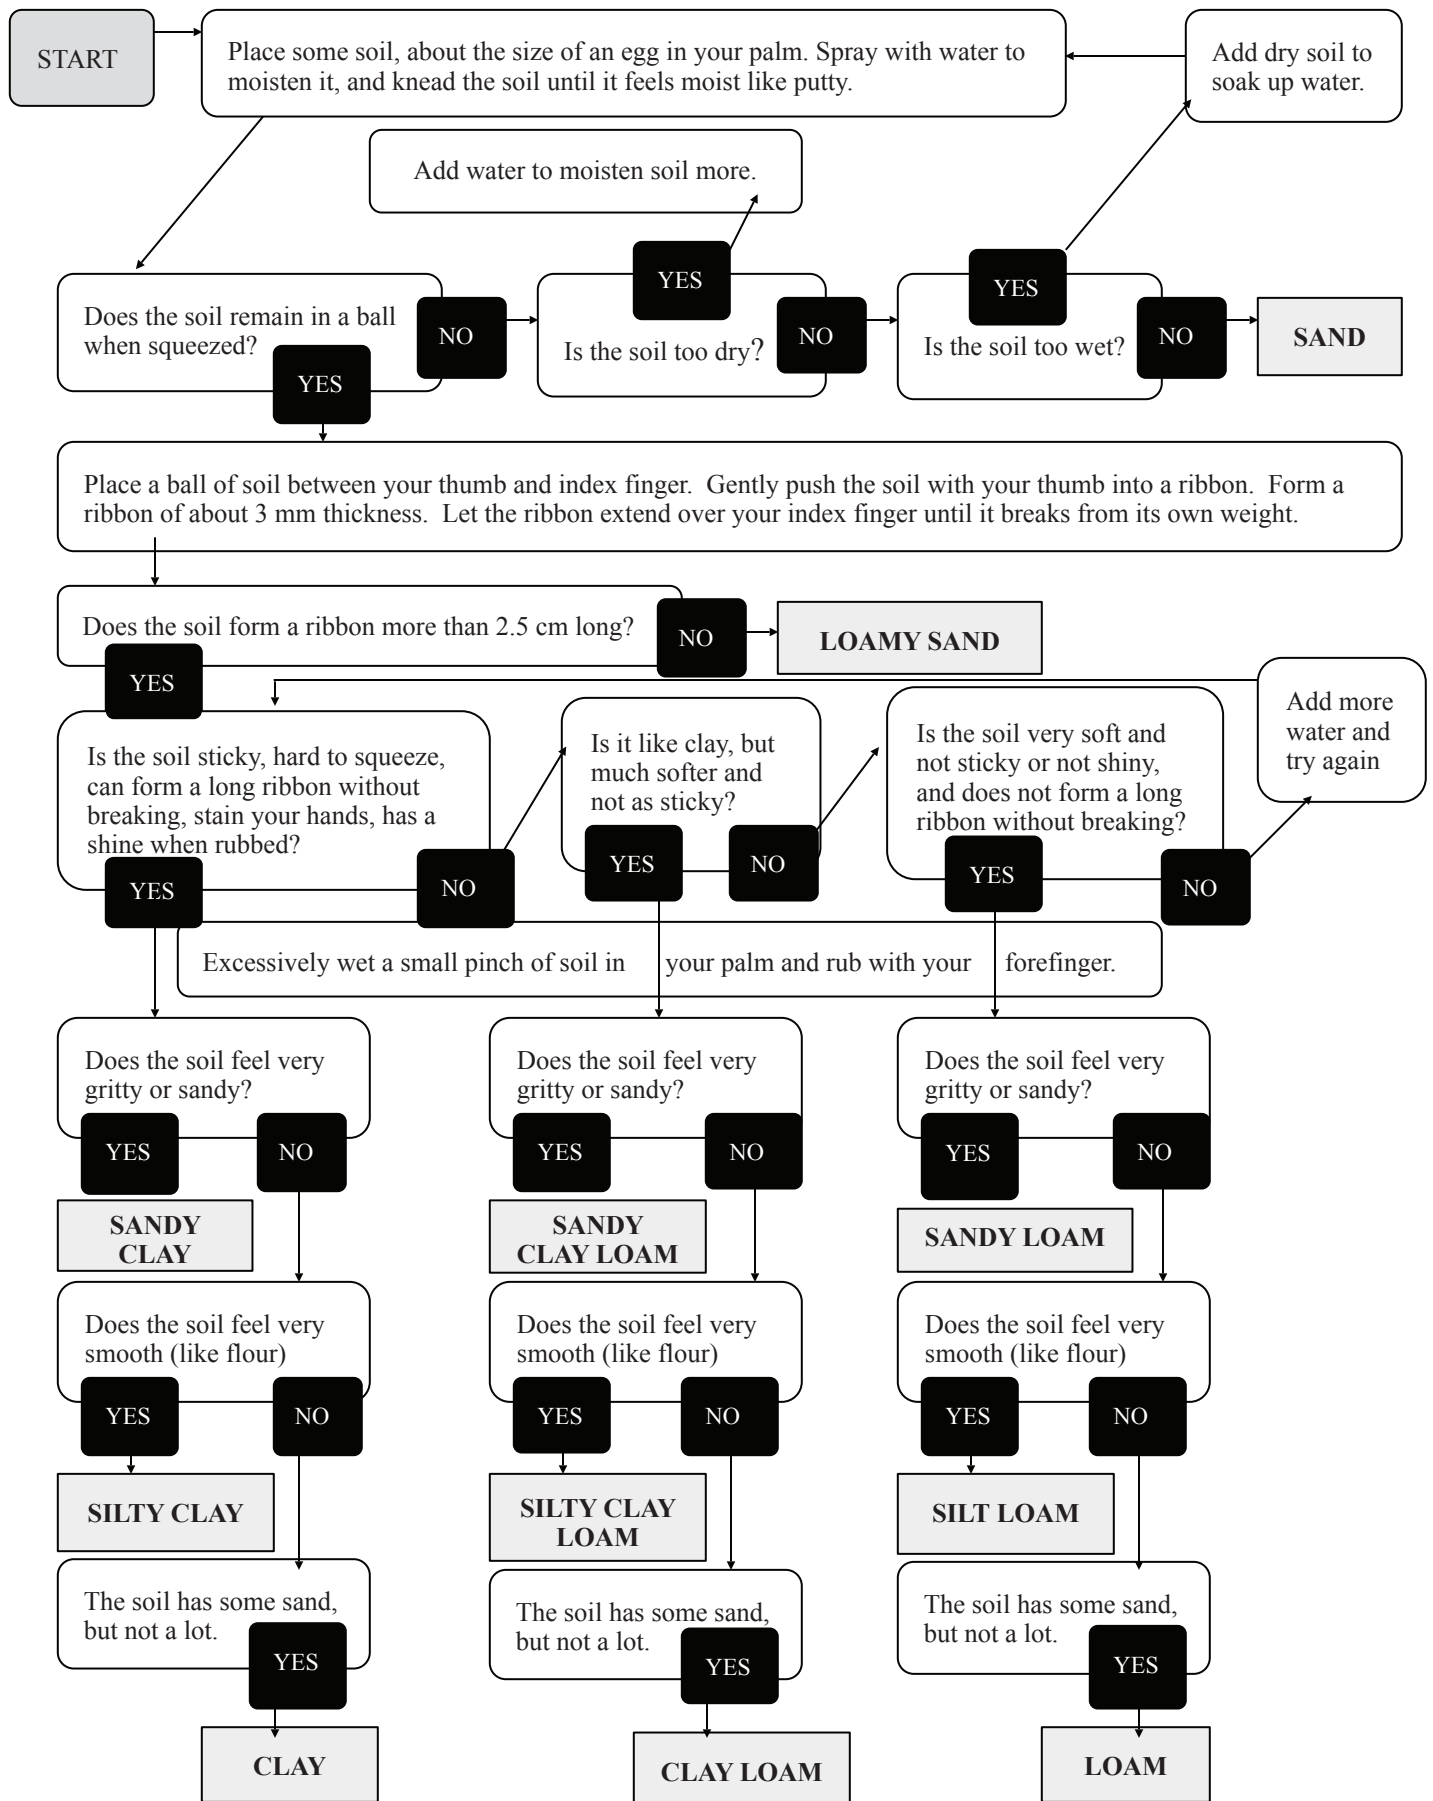 START
Place some soil, about the size of an egg in your palm. Spray with water to
moisten it, and knead the soil until it feels moist like putty.
Add dry soil to
soak up water.
Add water to moisten soil more.
Does the soil remain in a ball
when squeezed?
YES
NO
Is the soil too dry?
YES
NO
Is the soil too wet?
YES
NO
SAND
Place a ball of soil between your thumb and index finger.  Gently push the soil with your thumb into a ribbon.  Form a
ribbon of about 3 mm thickness.  Let the ribbon extend over your index finger until it breaks from its own weight.
Does the soil form a ribbon more than 2.5 cm long?
YES
NO
LOAMY SAND
Is the soil sticky, hard to squeeze,
can form a long ribbon without
breaking, stain your hands, has a
shine when rubbed?
YES
NO
Is it like clay, but
much softer and
not as sticky?
YES
NO
Is the soil very soft and
not sticky or not shiny,
and does not form a long
ribbon without breaking?
YES
NO
Add more
water and
try again
Excessively wet a small pinch of soil in your palm and rub with your forefinger.
Does the soil feel very
gritty or sandy?
YES
NO
SANDY
CLAY
Does the soil feel very
smooth (like flour)
YES
NO
SILTY CLAY
The soil has some sand,
but not a lot.
YES
CLAY
Does the soil feel very
gritty or sandy?
YES
NO
SANDY
CLAY LOAM
Does the soil feel very
smooth (like flour)
YES
NO
SILTY CLAY
LOAM
The soil has some sand,
but not a lot.
YES
CLAY LOAM
Does the soil feel very
gritty or sandy?
YES
NO
SANDY LOAM
Does the soil feel very
smooth (like flour)
YES
NO
SILT LOAM
The soil has some sand,
but not a lot.
YES
LOAM